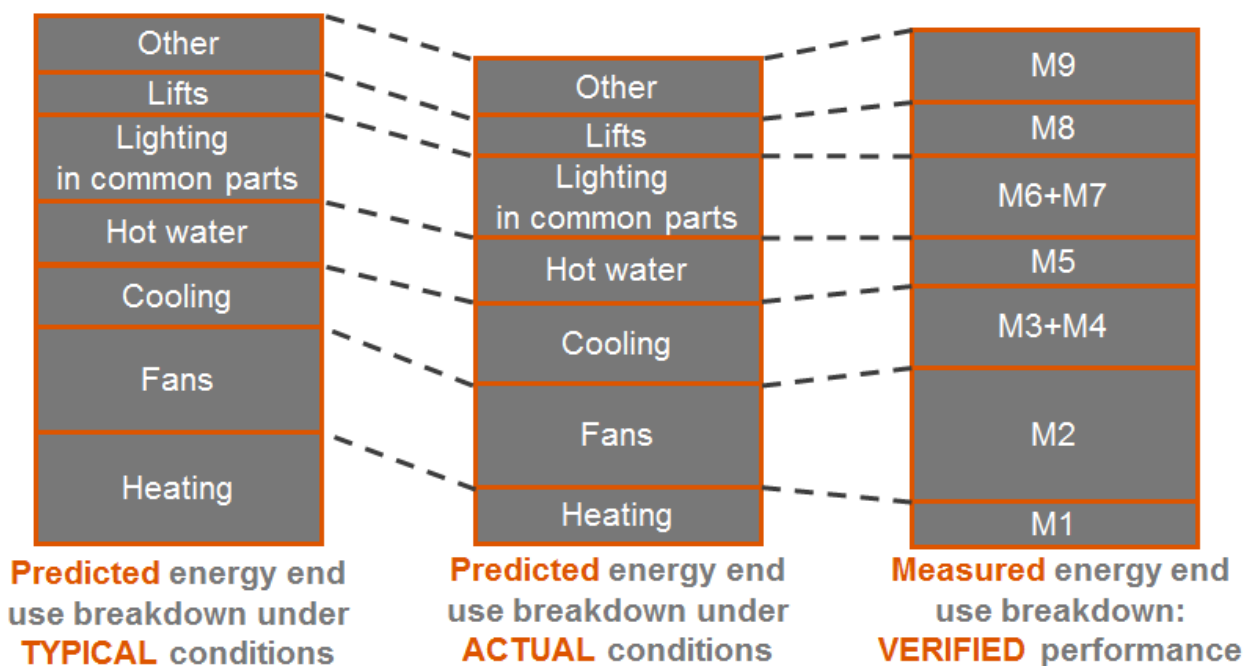 Other
Lifts
Lighting
in common parts
Hot water
Cooling
Fans
Heating
Predicted energy end
use breakdown under
TYPICAL conditions
Other
Lifts
Lighting
in common parts
Hot water
Cooling
Fans
Heating
Predicted energy end
use breakdown under
ACTUAL conditions
M9
M8
M6+M7
M5
M3+M4
M2
M1
Measured energy end
use breakdown:
VERIFIED performance